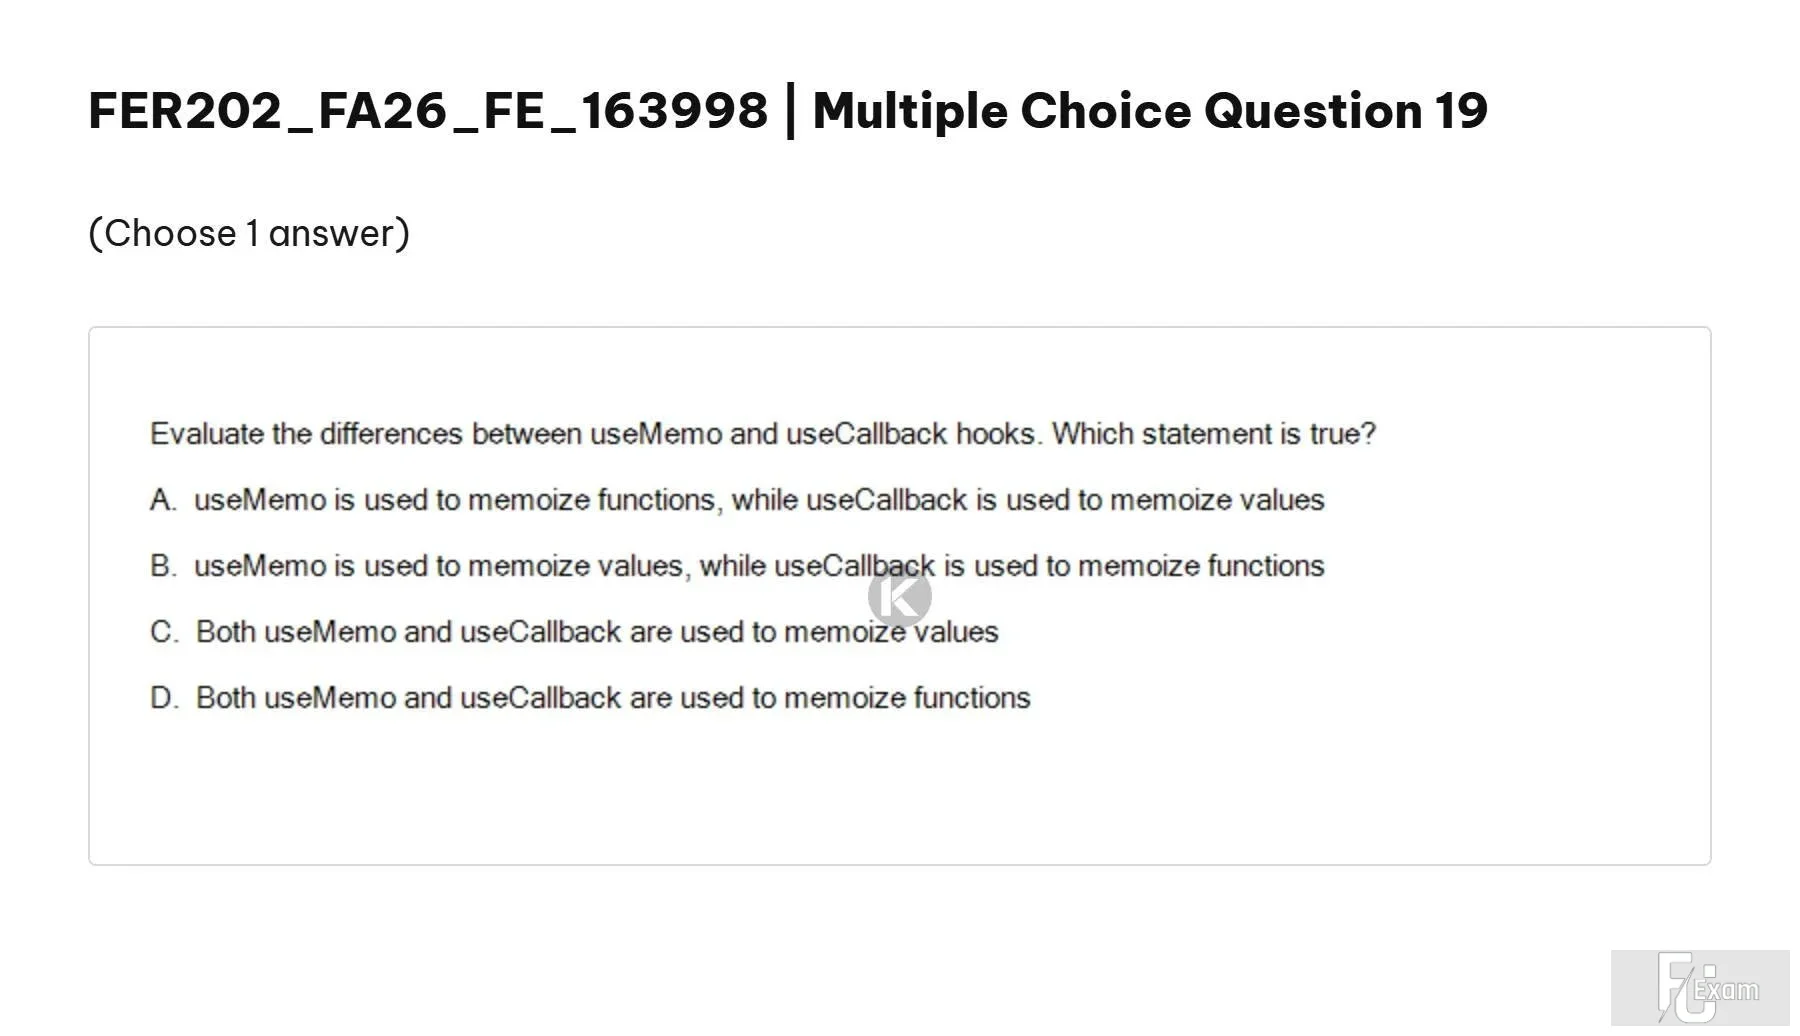 FER202_FA26_FE_163998 | Multiple Choice Question 19
(Choose 1 answer)
Evaluate the differences between useMemo and useCallback hooks. Which statement is true?
A. useMemo is used to memoize functions, while useCallback is used to memoize values
B. useMemo is used to memoize values, while useCallback is used to memoize functions
C. Both useMemo and useCallback are used to memoize values
D. Both useMemo and useCallback are used to memoize functions
K
FU Exam